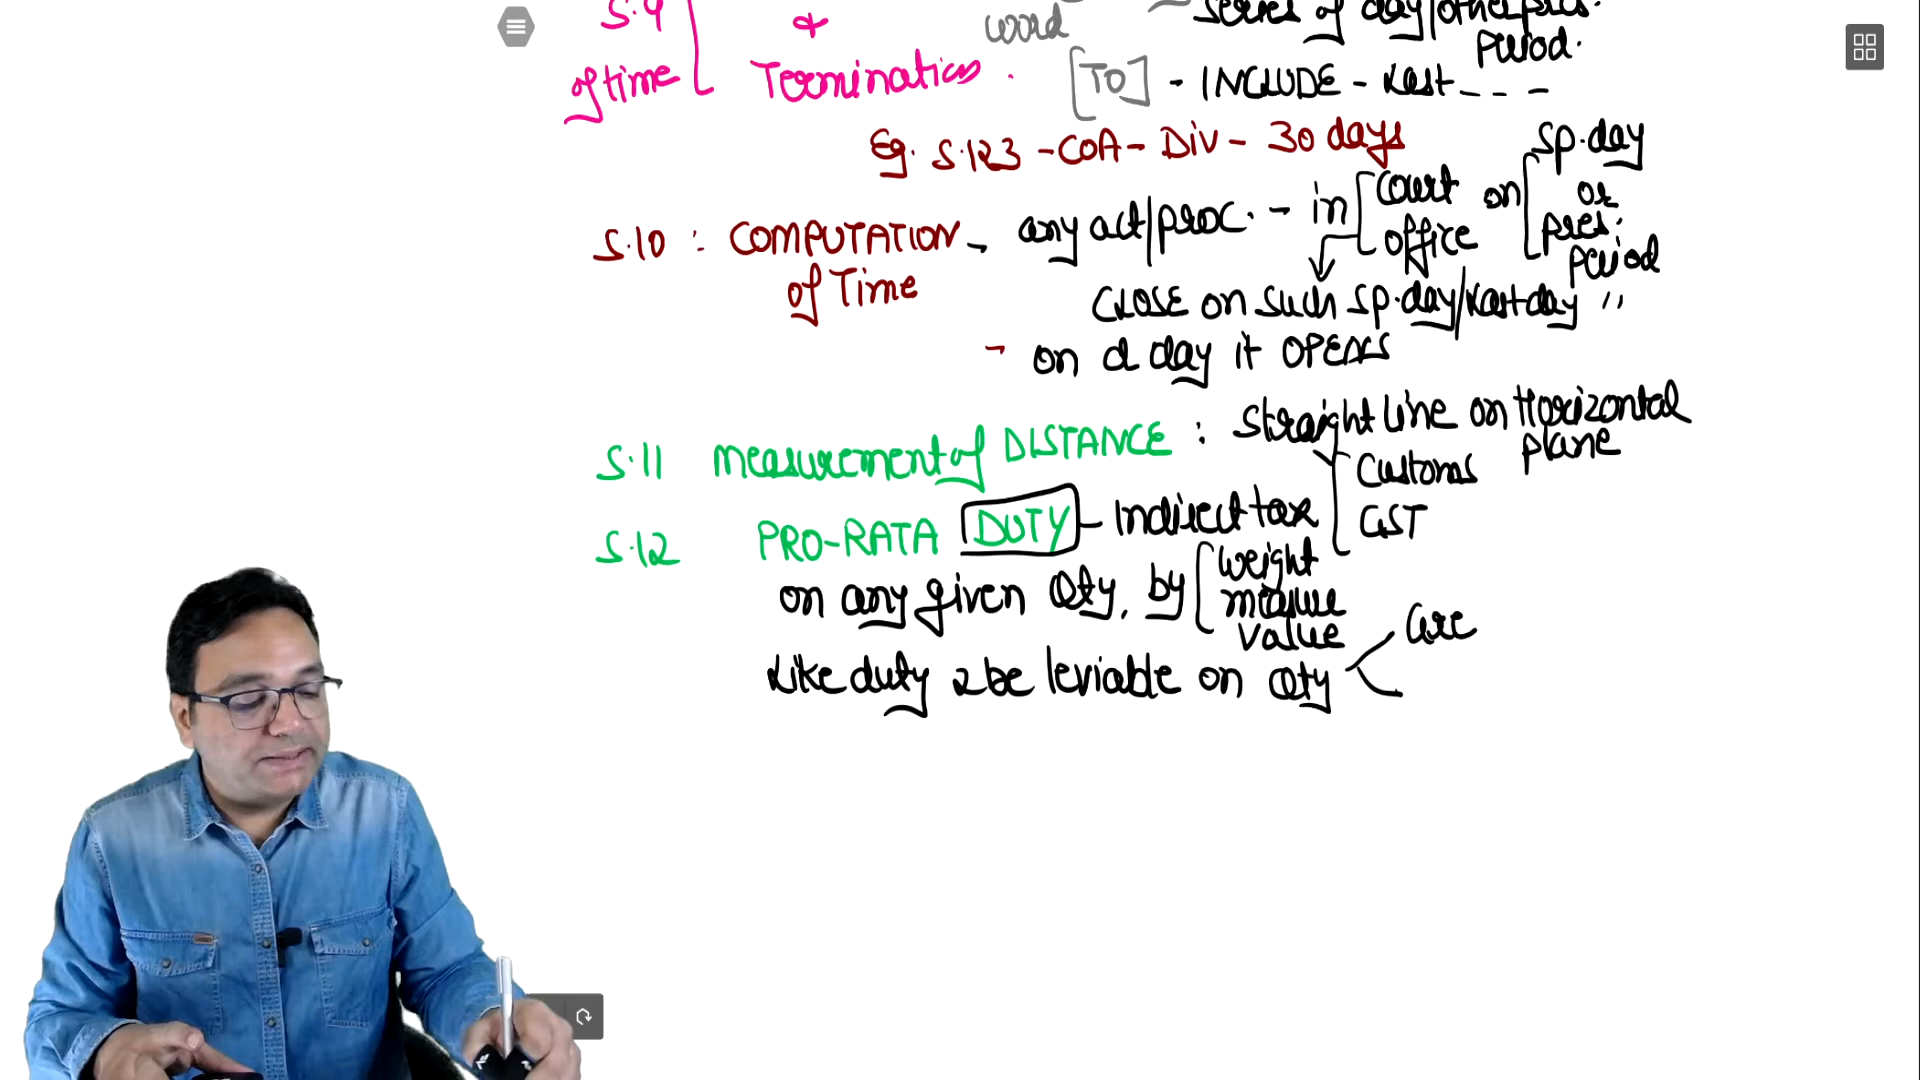 S.9
of time
&
Termination.
word
series of day/other pres. period.
[TO] - INCLUDE - Last - - -
Eg. S.123 - COA - Div - 30 days
S.10 : COMPUTATION of Time - any act/proc. - in Court office on sp. day or pres. period
CLOSE on such sp. day/Last day "
- on d day it OPENS
S.11 Measurement of DISTANCE : Straight line on Horizontal plane
S.12 PRO-RATA DUTY - Indirect tax
Customs
GST
on any given Qty. by weight measure value
Like duty 2 be leviable on Qty